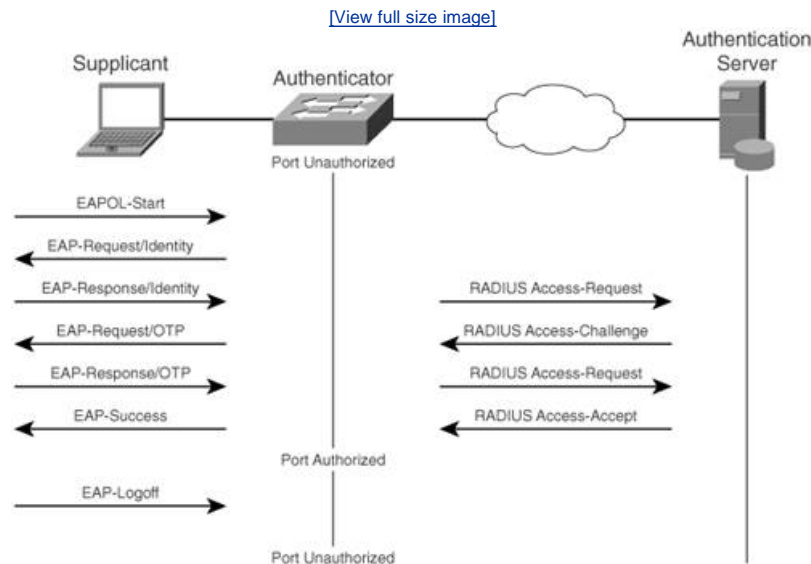 [View full size image]
Supplicant
Authenticator
Authentication
Server
Port Unauthorized
EAPOL-Start
EAP-Request/Identity
EAP-Response/Identity
RADIUS Access-Request
EAP-Request/OTP
RADIUS Access-Challenge
EAP-Response/OTP
RADIUS Access-Request
EAP-Success
RADIUS Access-Accept
Port Authorized
EAP-Logoff
Port Unauthorized